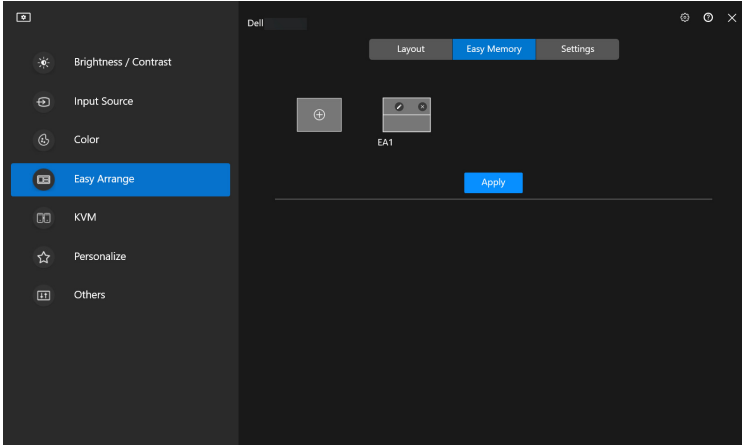 Dell
Layout
Easy Memory
Settings
Brightness / Contrast
Input Source
Color
Easy Arrange
KVM
Personalize
Others
EA1
Apply